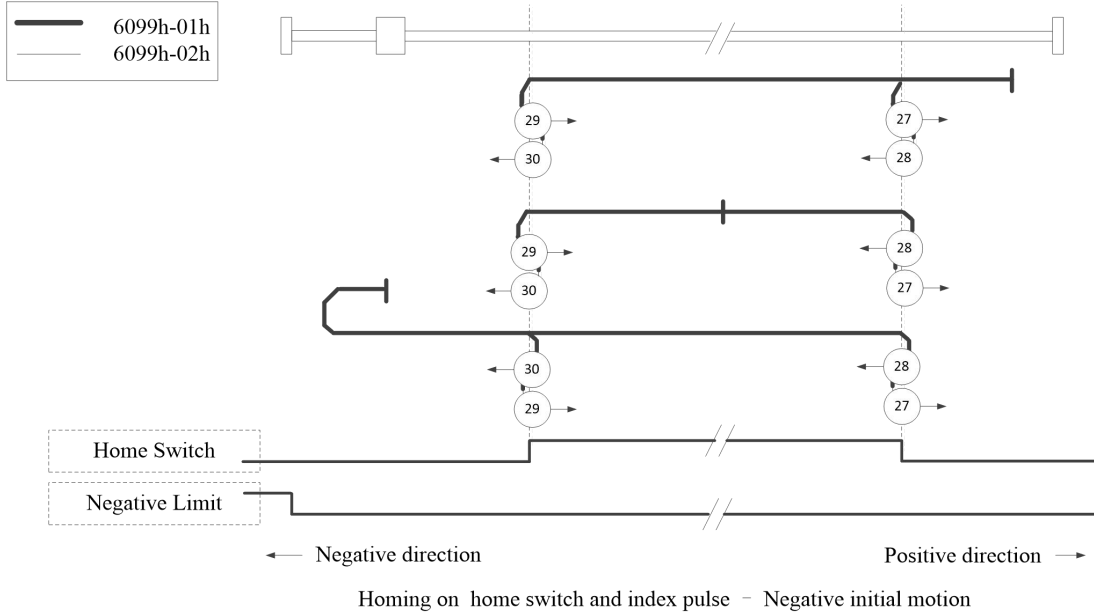 6099h-01h
6099h-02h
29
27
30
28
29
28
30
27
30
28
29
27
Home Switch
Negative Limit
Negative direction
Positive direction
Homing on home switch and index pulse - Negative initial motion